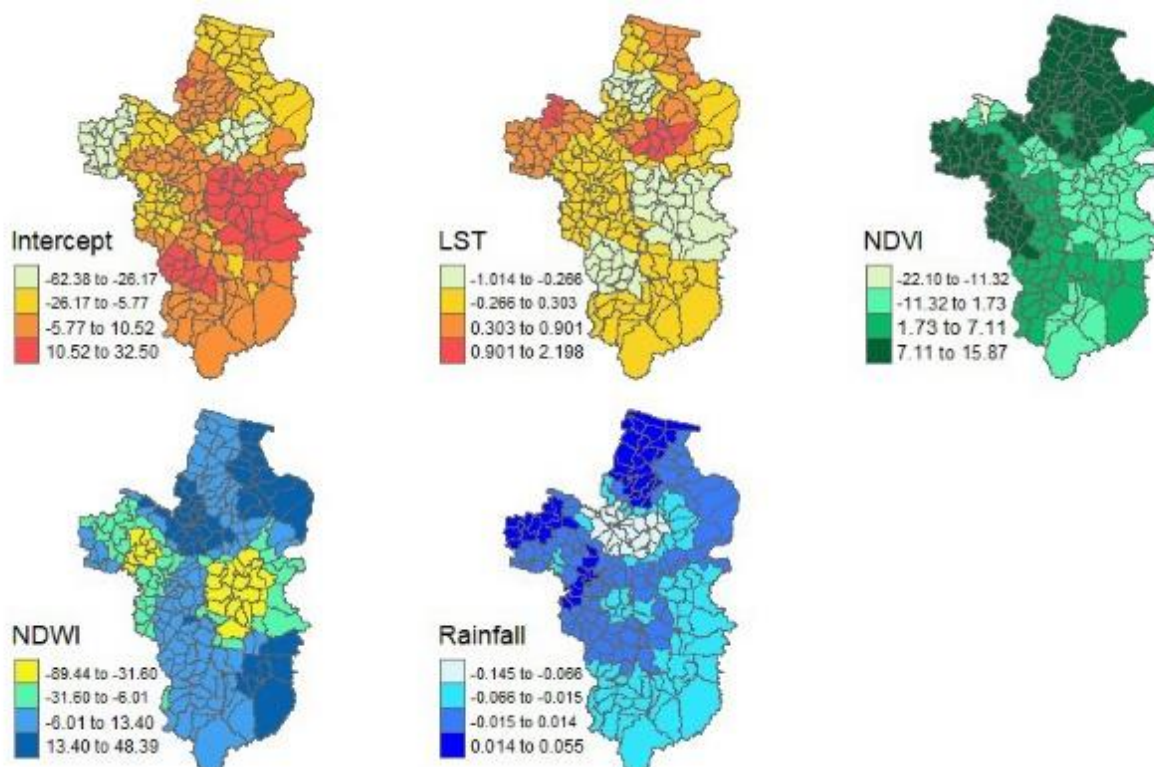 Intercept
-62.38 to -26.17
-26.17 to -5.77
-5.77 to 10.52
10.52 to 32.50
LST
-1.014 to -0.266
-0.266 to 0.303
0.303 to 0.901
0.901 to 2.198
NDVI
-22.10 to -11.32
-11.32 to 1.73
1.73 to 7.11
7.11 to 15.87
NDWI
-89.44 to -31.60
-31.60 to -6.01
-6.01 to 13.40
13.40 to 48.39
Rainfall
-0.145 to -0.066
-0.066 to -0.015
-0.015 to 0.014
0.014 to 0.055